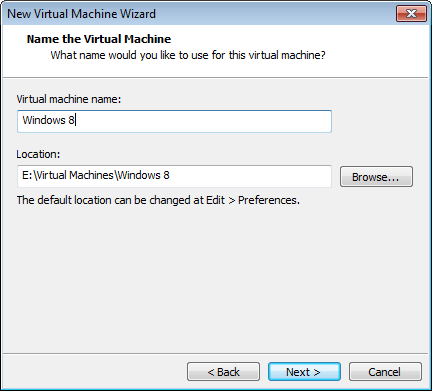 New Virtual Machine Wizard
Name the Virtual Machine
What name would you like to use for this virtual machine?
Virtual machine name:
Windows 8
Location:
E:\Virtual Machines\Windows 8
Browse...
The default location can be changed at Edit > Preferences.
< Back Next > Cancel